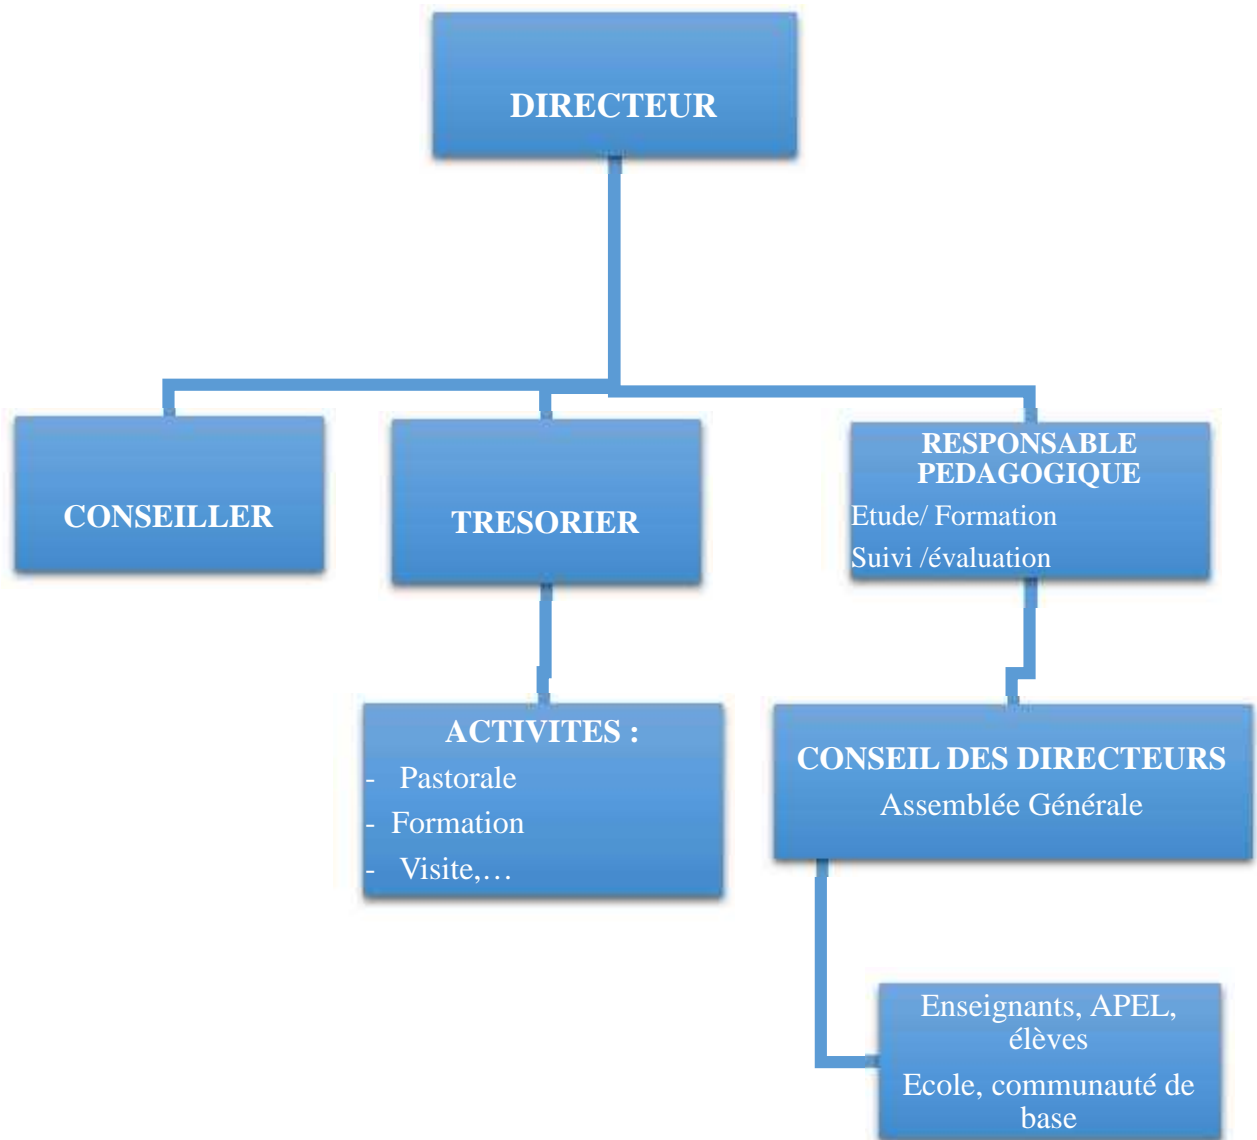 DIRECTEUR
CONSEILLER
TRESORIER
RESPONSABLE
PEDAGOGIQUE
Etude/ Formation
Suivi /évaluation
ACTIVITES :
- Pastorale
- Formation
- Visite,…
CONSEIL DES DIRECTEURS
Assemblée Générale
Enseignants, APEL,
élèves
Ecole, communauté de
base